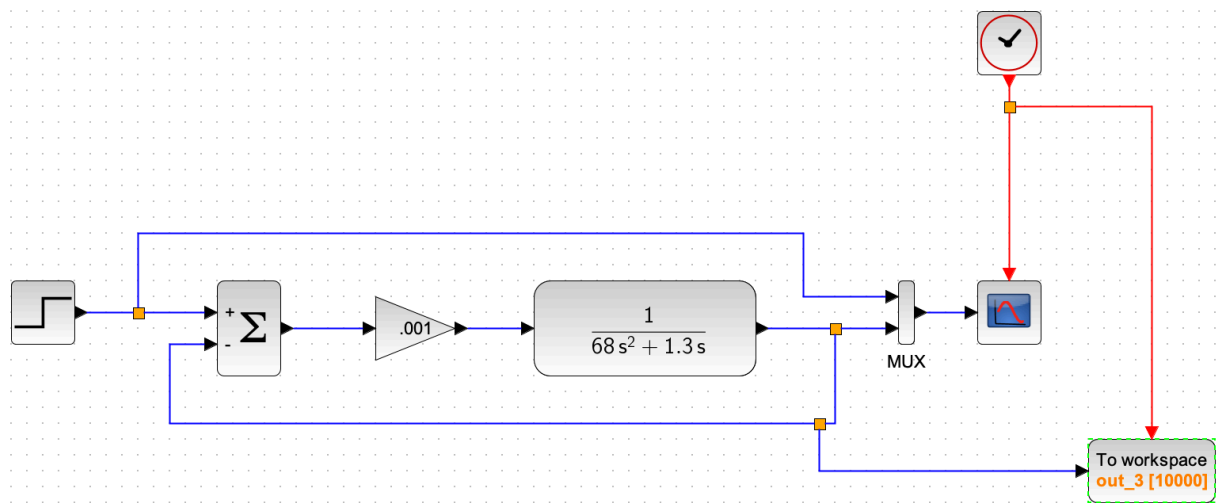 +
-
Σ
.001
1
68 s² + 1.3 s
MUX
To workspace
out_3 [10000]